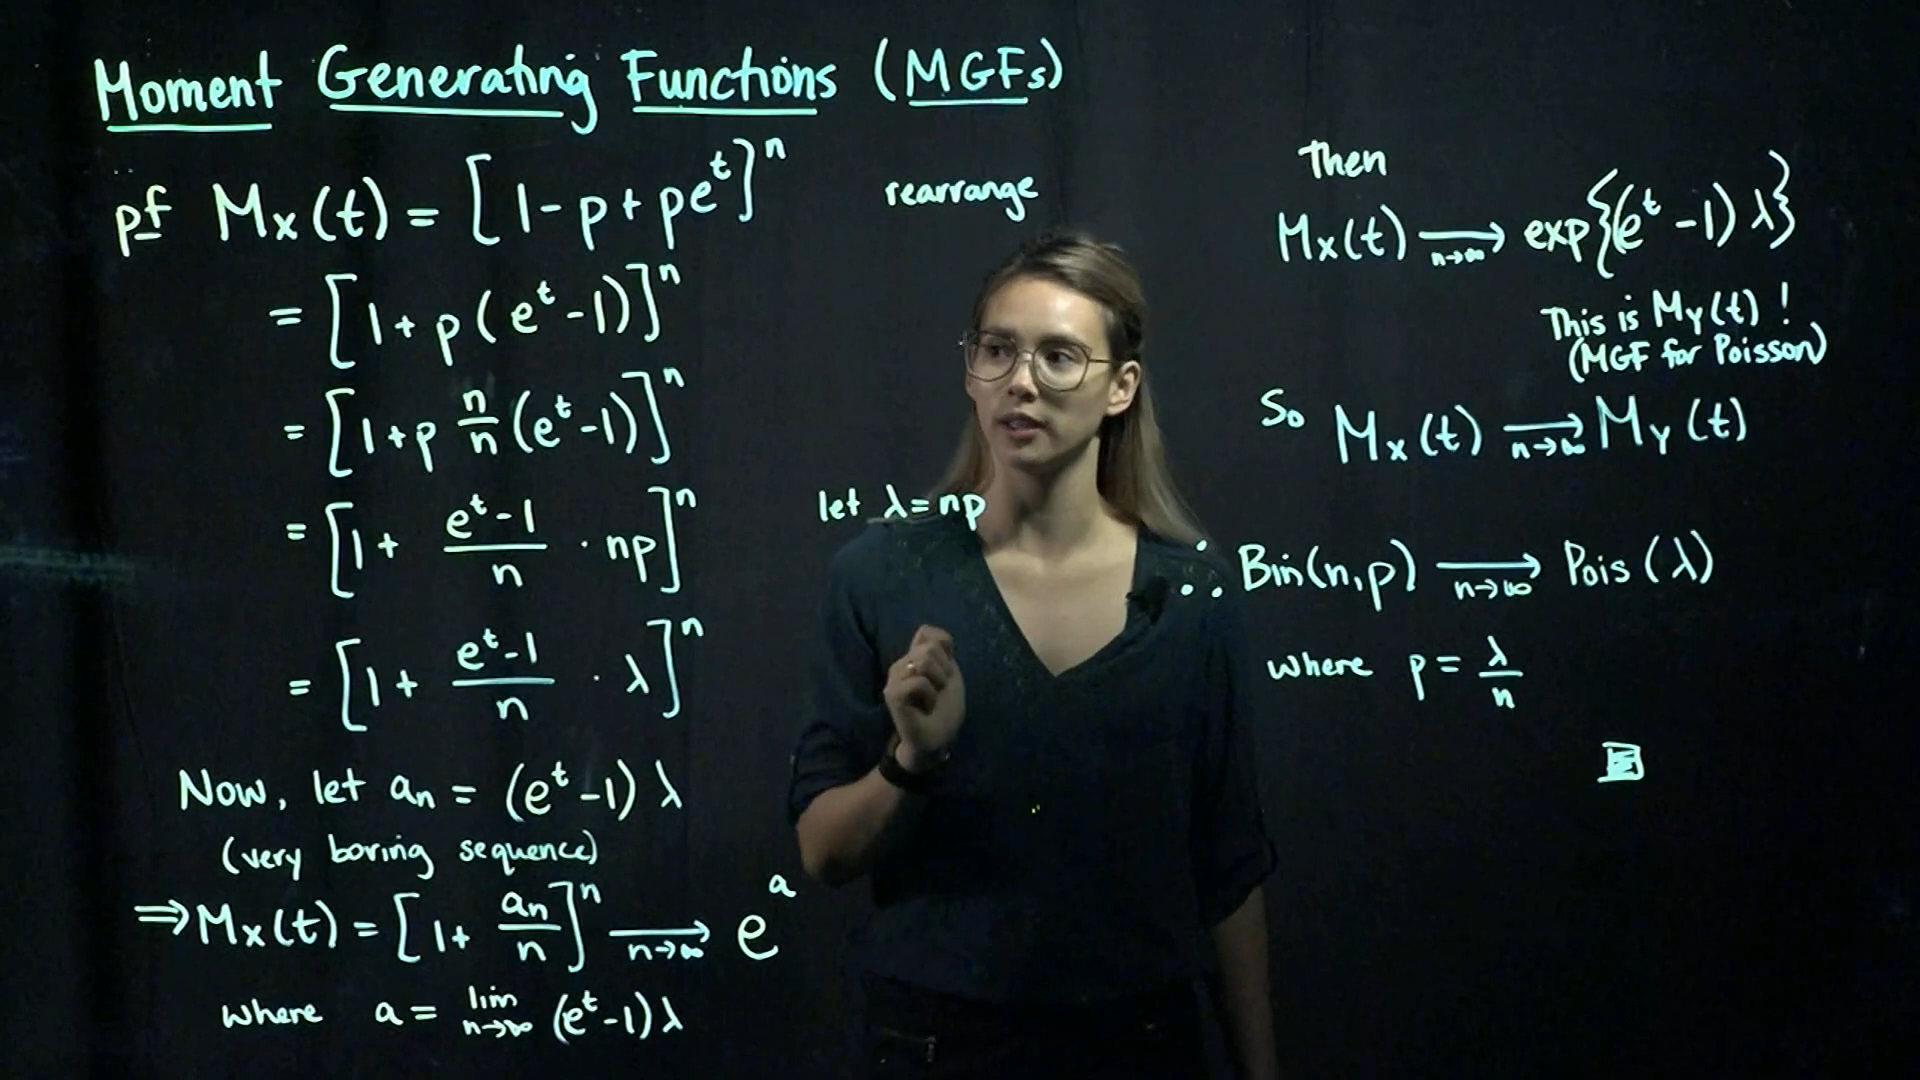 Moment Generating Functions (MGFs)
pf Mx(t) = [1-p+pe^t]^n rearrange
= [1+p(e^t-1)]^n
= [1+p n/n (e^t-1)]^n
= [1+ (e^t-1)/n · np]^n let λ=np
= [1+ (e^t-1)/n · λ]^n
Now, let an = (e^t-1)λ
(very boring sequence)
⇒ Mx(t) = [1+ an/n]^n →n→∞ e^a
where a = lim n→∞ (e^t-1)λ
Then
Mx(t) →n→∞ exp{(e^t-1)λ}
This is My(t)!
(MGF for Poisson)
So Mx(t) →n→∞ My(t)
∴ Bin(n,p) →n→∞ Pois(λ)
where p = λ/n